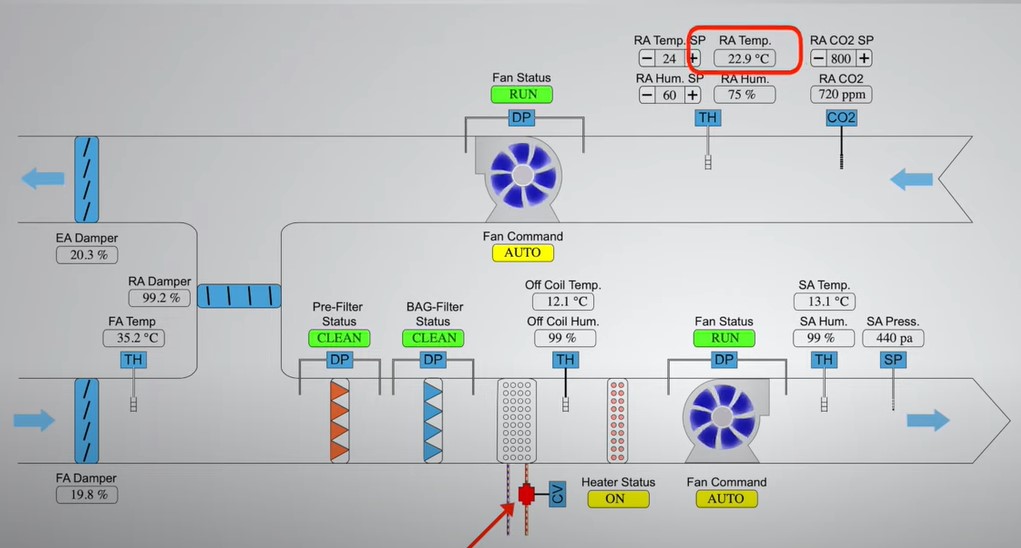 RA Temp. SP
RA Temp.
RA CO2 SP
24
22.9 °C
800
Fan Status
RA Hum. SP
RA Hum.
RA CO2
RUN
60
75 %
720 ppm
DP
TH
CO2
EA Damper
20.3 %
Fan Command
AUTO
RA Damper
99.2 %
FA Temp
35.2 °C
TH
Pre-Filter
Status
CLEAN
DP
BAG-Filter
Status
CLEAN
DP
Off Coil Temp.
12.1 °C
Off Coil Hum.
99 %
TH
Fan Status
RUN
DP
SA Temp.
13.1 °C
SA Hum.
99 %
TH
SA Press.
440 pa
SP
FA Damper
19.8 %
CV
Heater Status
ON
Fan Command
AUTO